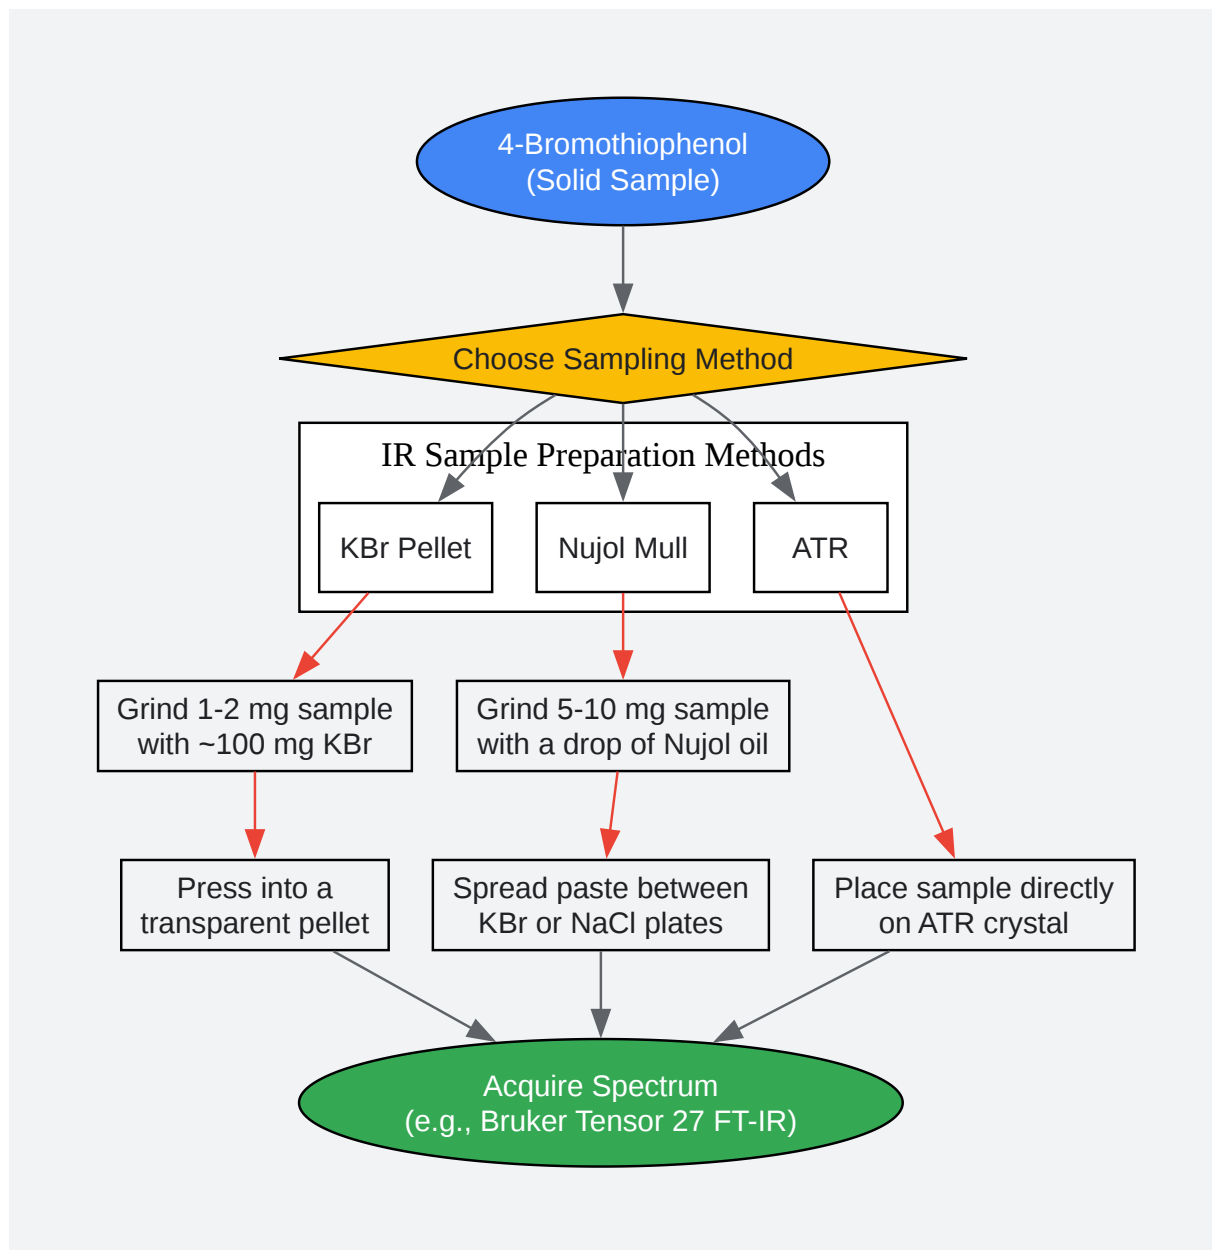 4-Bromothiophenol
(Solid Sample)
Choose Sampling Method
IR Sample Preparation Methods
KBr Pellet
Nujol Mull
ATR
Grind 1-2 mg sample
with ~100 mg KBr
Grind 5-10 mg sample
with a drop of Nujol oil
Press into a
transparent pellet
Spread paste between
KBr or NaCl plates
Place sample directly
on ATR crystal
Acquire Spectrum
(e.g., Bruker Tensor 27 FT-IR)